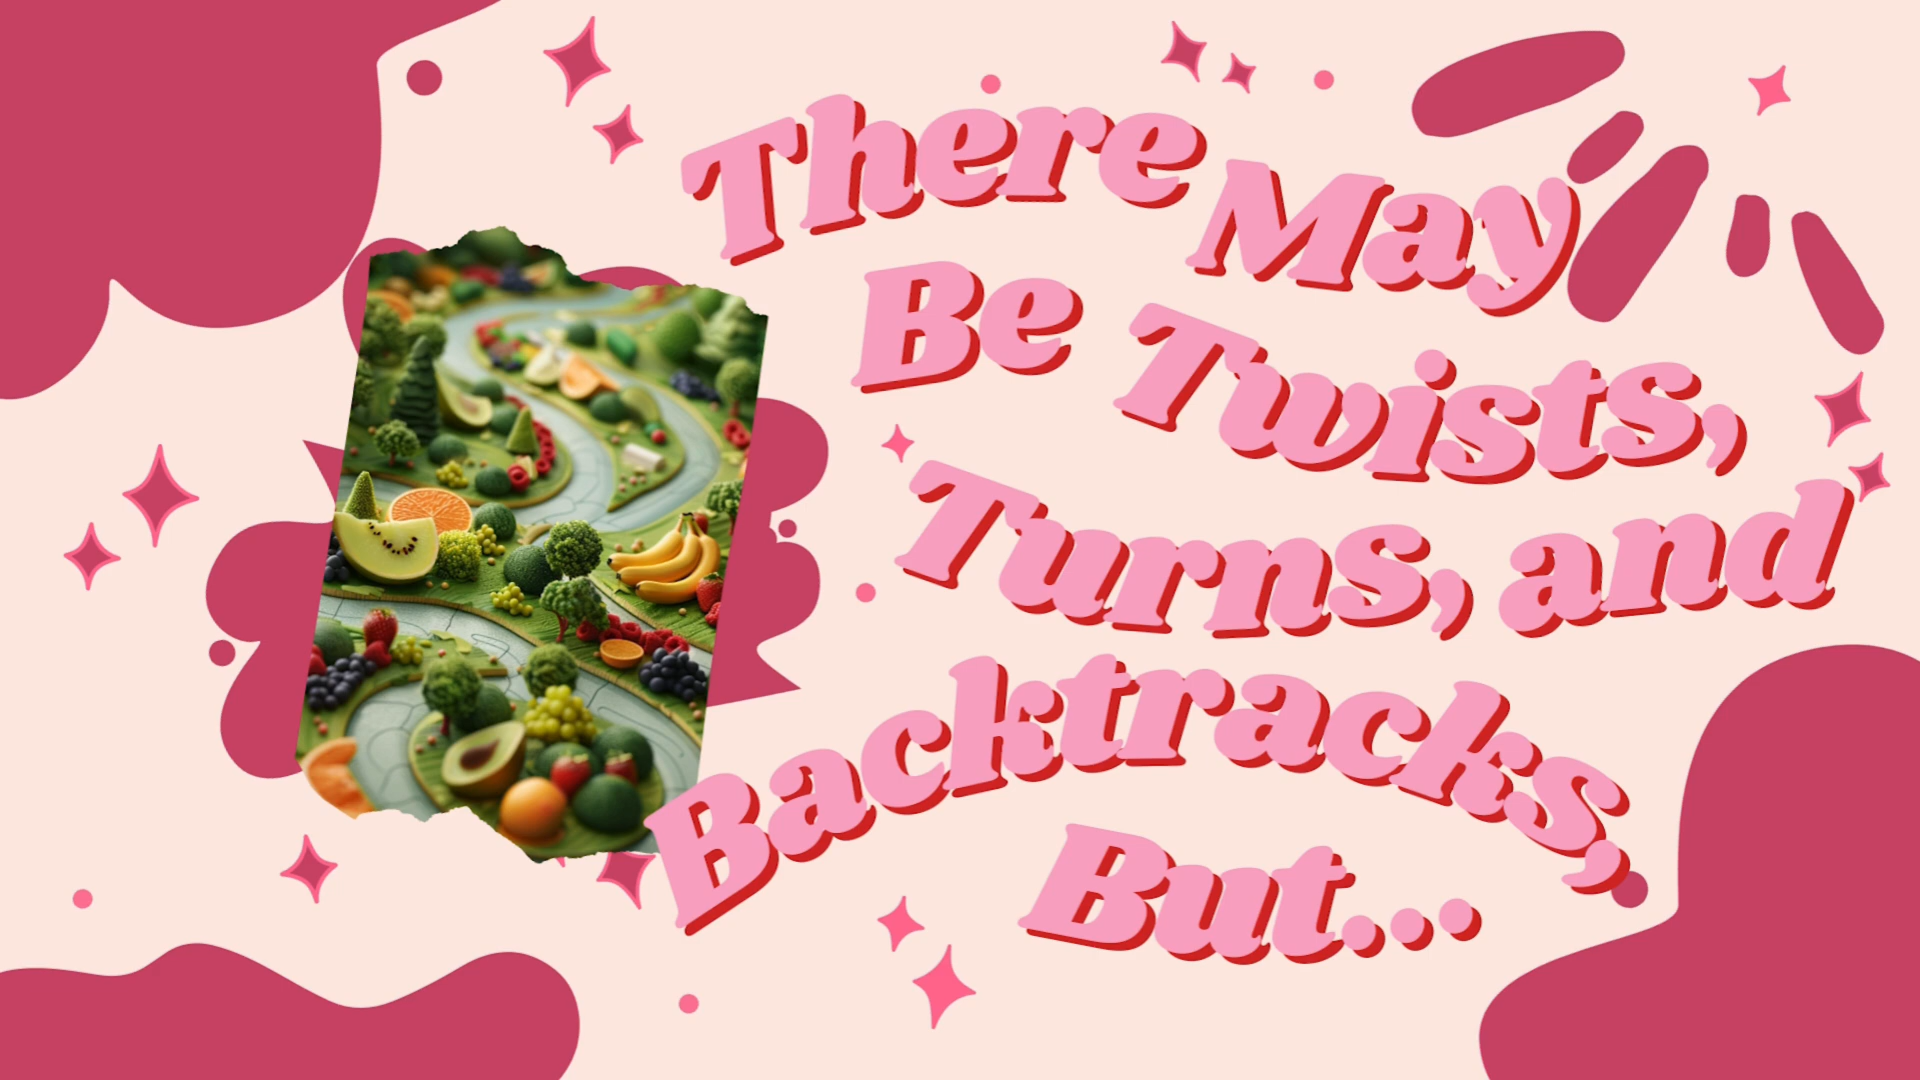 There May
Be Twists,
Turns, and
Backtracks,
But...